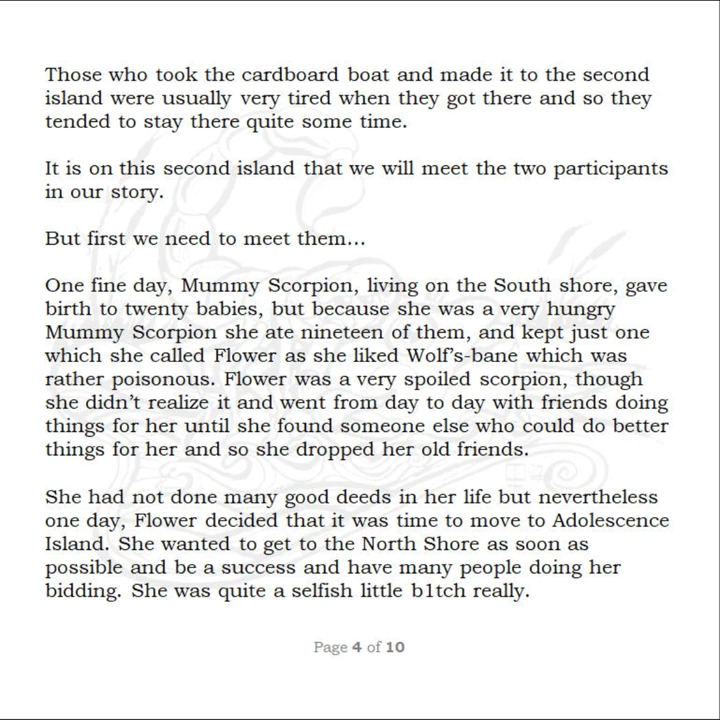 Those who took the cardboard boat and made it to the second
island were usually very tired when they got there and so they
tended to stay there quite some time.
It is on this second island that we will meet the two participants
in our story.
But first we need to meet them…
One fine day, Mummy Scorpion, living on the South shore, gave
birth to twenty babies, but because she was a very hungry
Mummy Scorpion she ate nineteen of them, and kept just one
which she called Flower as she liked Wolf’s-bane which was
rather poisonous. Flower was a very spoiled scorpion, though
she didn’t realize it and went from day to day with friends doing
things for her until she found someone else who could do better
things for her and so she dropped her old friends.
She had not done many good deeds in her life but nevertheless
one day, Flower decided that it was time to move to Adolescence
Island. She wanted to get to the North Shore as soon as
possible and be a success and have many people doing her
bidding. She was quite a selfish little b1tch really.
Page 4 of 10